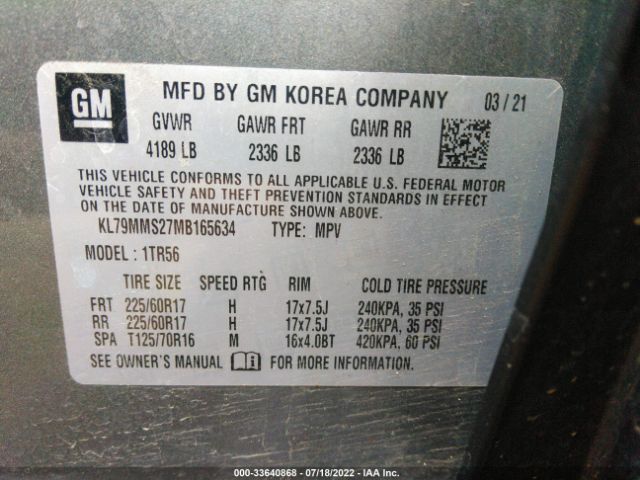 GM
MFD BY GM KOREA COMPANY 03 / 21
GVWR GAWR FRT GAWR RR
4189 LB 2336 LB 2336 LB
THIS VEHICLE CONFORMS TO ALL APPLICABLE U.S. FEDERAL MOTOR
VEHICLE SAFETY AND THEFT PREVENTION STANDARDS IN EFFECT ON
THE DATE OF MANUFACTURE SHOWN ABOVE.
KL79MMS27MB165634 TYPE: MPV
MODEL : 1TR56
TIRE SIZE SPEED RTG RIM COLD TIRE PRESSURE
FRT 225/60R17 H 17x7.5J 240KPA, 35 PSI
RR 225/60R17 H 17x7.5J 240KPA, 35 PSI
SPA T125/70R16 M 16x4.0BT 420KPA, 60 PSI
SEE OWNER'S MANUAL FOR MORE INFORMATION.
000-33640868 - 07/18/2022 - IAA Inc.